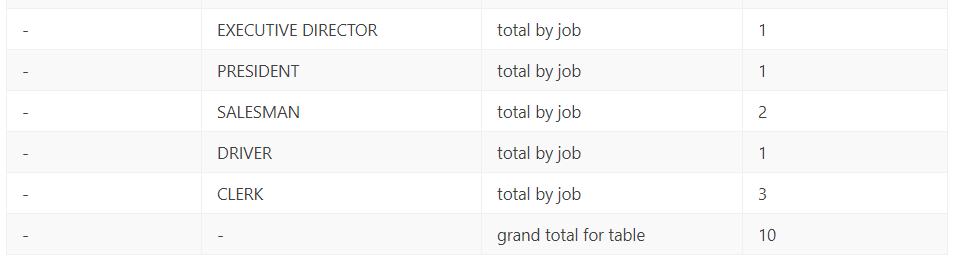 - EXECUTIVE DIRECTOR total by job 1
- PRESIDENT total by job 1
- SALESMAN total by job 2
- DRIVER total by job 1
- CLERK total by job 3
- - grand total for table 10